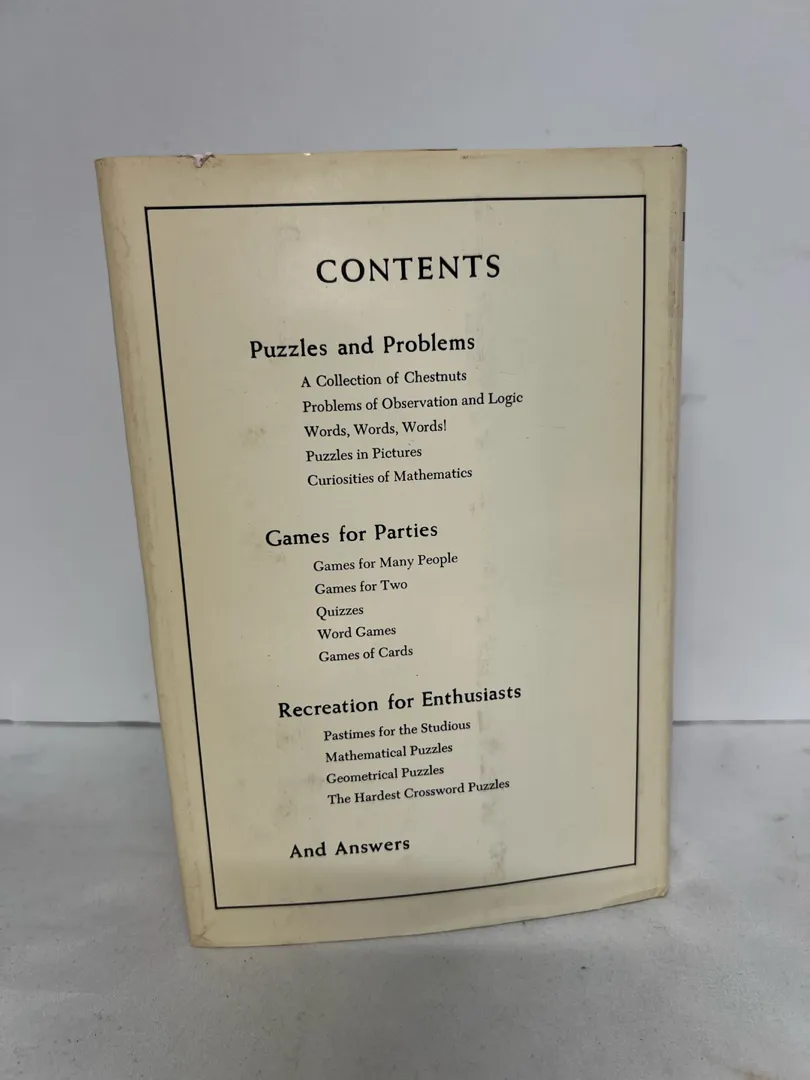 CONTENTS
Puzzles and Problems
A Collection of Chestnuts
Problems of Observation and Logic
Words, Words, Words!
Puzzles in Pictures
Curiosities of Mathematics
Games for Parties
Games for Many People
Games for Two
Quizzes
Word Games
Games of Cards
Recreation for Enthusiasts
Pastimes for the Studious
Mathematical Puzzles
Geometrical Puzzles
The Hardest Crossword Puzzles
And Answers